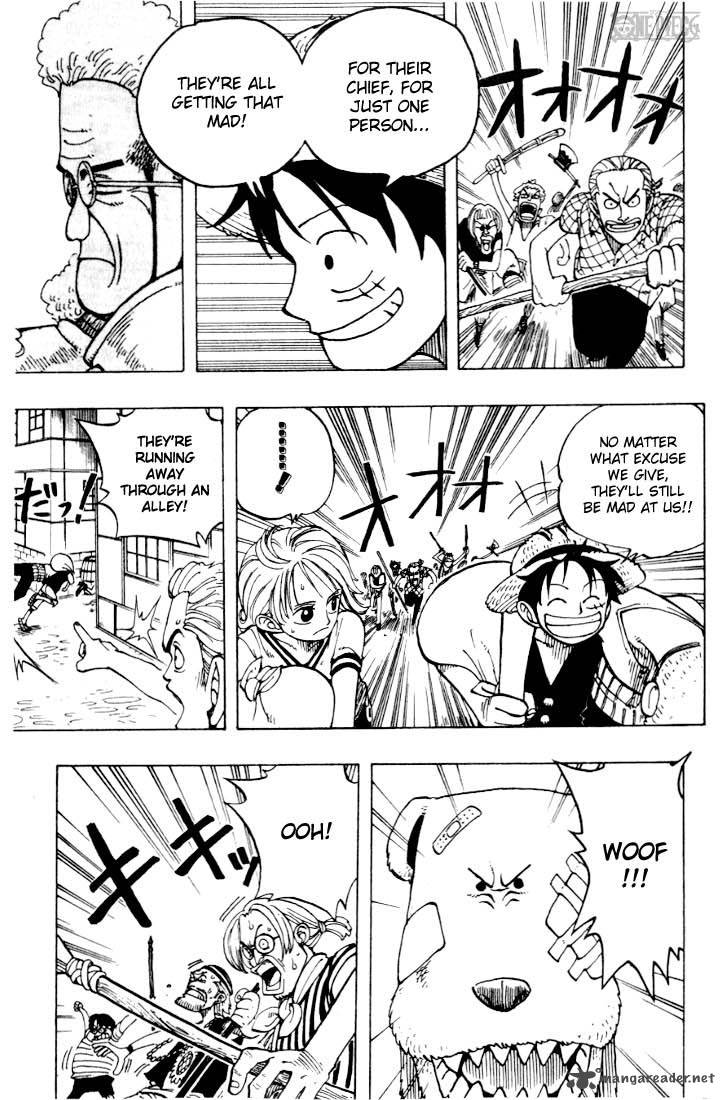 ONE PIECE
オオオオ
FOR THEIR
CHIEF, FOR
JUST ONE
PERSON...
THEY'RE ALL
GETTING THAT
MAD!
NO MATTER
WHAT EXCUSE
WE GIVE,
THEY'LL STILL
BE MAD AT US!!
オオオオ
........!
THEY'RE
RUNNING
AWAY
THROUGH AN
ALLEY!
だっ!
WOOF
!!!
OOH!
キキッ
mangareader.net